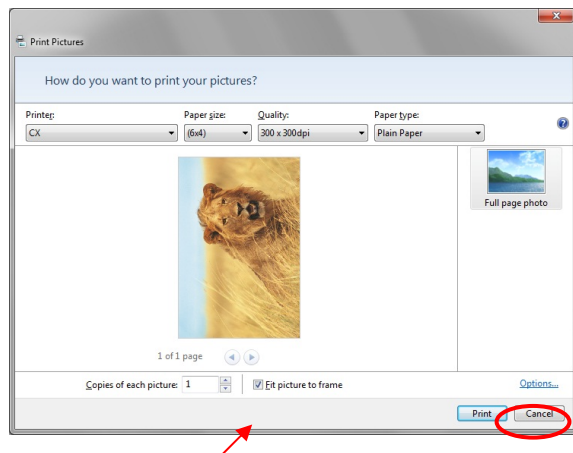 Print Pictures
How do you want to print your pictures?
Printer: Paper size: Quality: Paper type:
CX (6x4) 300 x 300dpi Plain Paper
Full page photo
1 of 1 page
Copies of each picture: 1 Fit picture to frame Options...
Print Cancel